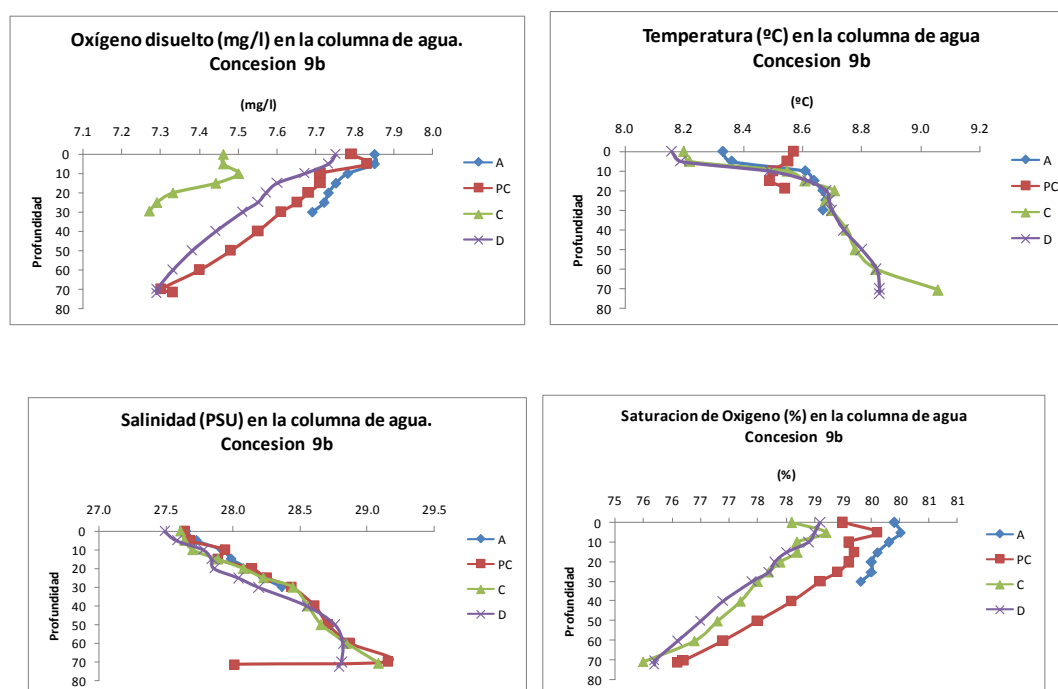 Oxígeno disuelto (mg/l) en la columna de agua.
Concesion 9b
(mg/l)
7.1 7.2 7.3 7.4 7.5 7.6 7.7 7.8 7.9 8.0
Profundidad
0
10
20
30
40
50
60
70
80
A
PC
C
D
Temperatura (ºC) en la columna de agua
Concesion 9b
(ºC)
8.0 8.2 8.4 8.6 8.8 9.0 9.2
Profundidad
0
10
20
30
40
50
60
70
80
A
PC
C
D
Salinidad (PSU) en la columna de agua.
Concesion 9b
27.0 27.5 28.0 28.5 29.0 29.5
Profundidad
0
10
20
30
40
50
60
70
80
A
PC
C
D
Saturacion de Oxigeno (%) en la columna de agua
Concesion 9b
(%)
75 76 76 77 77 78 78 79 79 80 80 81 81
Profundidad
0
10
20
30
40
50
60
70
80
A
PC
C
D